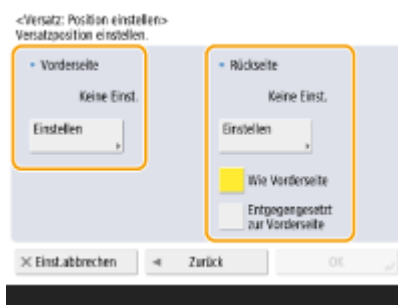 <Versatz: Position einstellen>
Versatzposition einstellen.
Vorderseite
Keine Einst.
Einstellen
Rückseite
Keine Einst.
Einstellen
Wie Vorderseite
Entgegengesetzt
zur Vorderseite
Einst.abbrechen
Zurück
OK